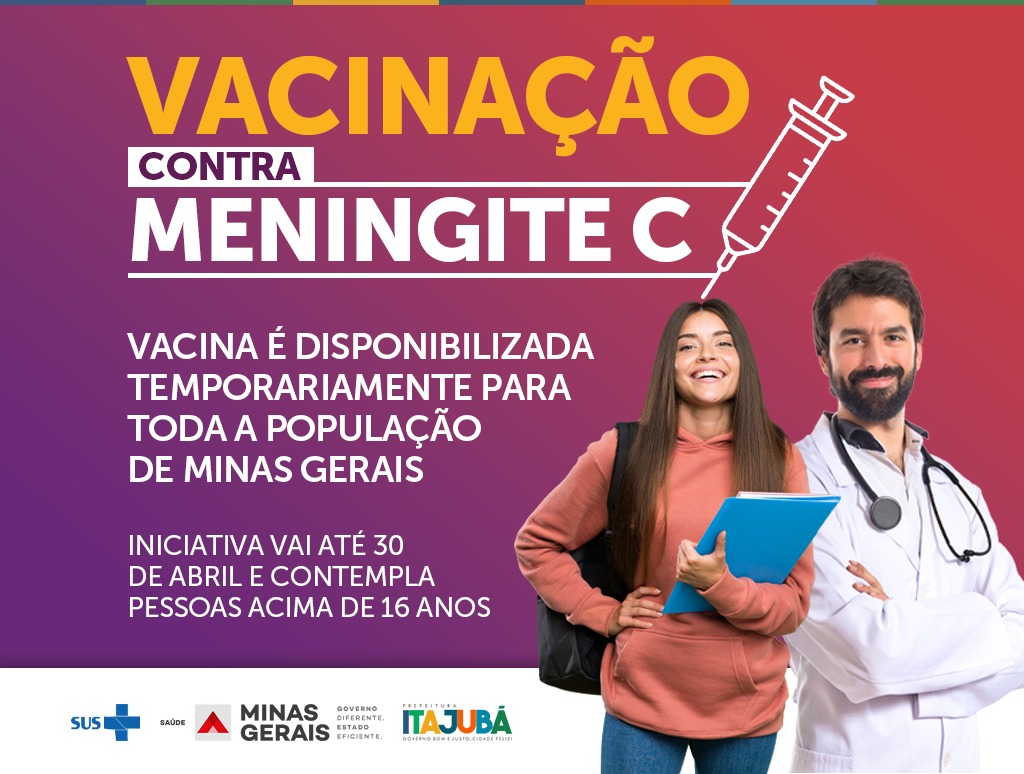 VACINAÇÃO
CONTRA
MENINGITE C
VACINA É DISPONIBILIZADA
TEMPORARIAMENTE PARA
TODA A POPULAÇÃO
DE MINAS GERAIS
INICIATIVA VAI ATÉ 30
DE ABRIL E CONTEMPLA
PESSOAS ACIMA DE 16 ANOS
SUS
SAÚDE
MINAS
GERAIS
GOVERNO
DIFERENTE.
ESTADO
EFICIENTE.
PREFEITURA
ITAJUBÁ
GOVERNO BOM E JUSTO, CIDADE FELIZ!